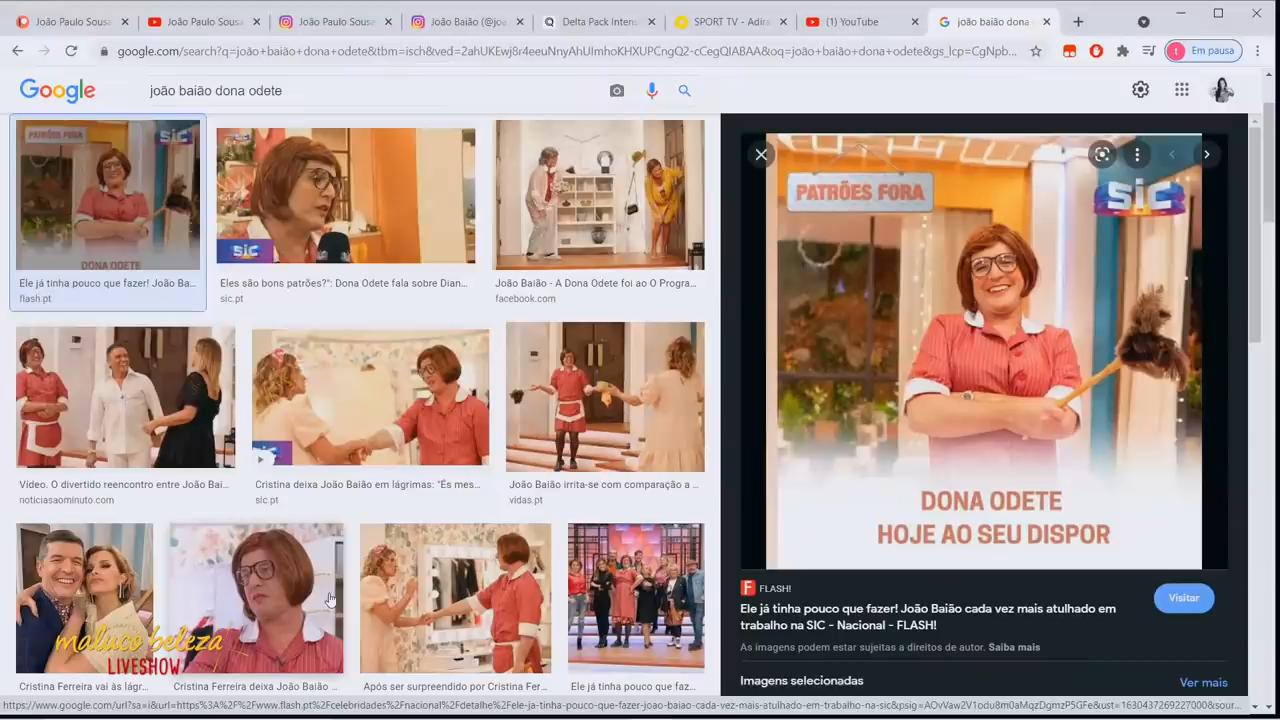 João Paulo Sousa
João Paulo Sousa
João Paulo Sousa
João Baião (@joa
Delta Pack Intens
SPORT TV - Adira
(1) YouTube
joão baião dona
google.com/search?q=joão+baião+dona+odete&tbm=isch&ved=2ahUKEwj8r4eeuNnyAhUImhoKHXUPCngQ2-cCegQIABAA&oq=joão+baião+dona+odete&gs_lcp=CgNpb...
t Em pausa
Google
joão baião dona odete
PATRÕES FORA
SIC
DONA ODETE
SIC
Ele já tinha pouco que fazer! João Ba...
flash.pt
Eles são bons patrões?": Dona Odete fala sobre Dian...
sic.pt
João Baião - A Dona Odete foi ao O Progra...
facebook.com
SIC
Vídeo. O divertido reencontro entre João Bai...
noticiasaominuto.com
Cristina deixa João Baião em lágrimas: "És mes...
sic.pt
João Baião irrita-se com comparação a ...
vidas.pt
maluco beleza
LIVESHOW
Cristina Ferreira vai às lágr...
Cristina Ferreira deixa João Baião ...
Após ser surpreendido por Cristina Fer...
Ele já tinha pouco que faz...
PATRÕES FORA
SIC
DONA ODETE
HOJE AO SEU DISPOR
F FLASH!
Ele já tinha pouco que fazer! João Baião cada vez mais atulhado em
trabalho na SIC - Nacional - FLASH!
Visitar
As imagens podem estar sujeitas a direitos de autor. Saiba mais
Imagens selecionadas
Ver mais